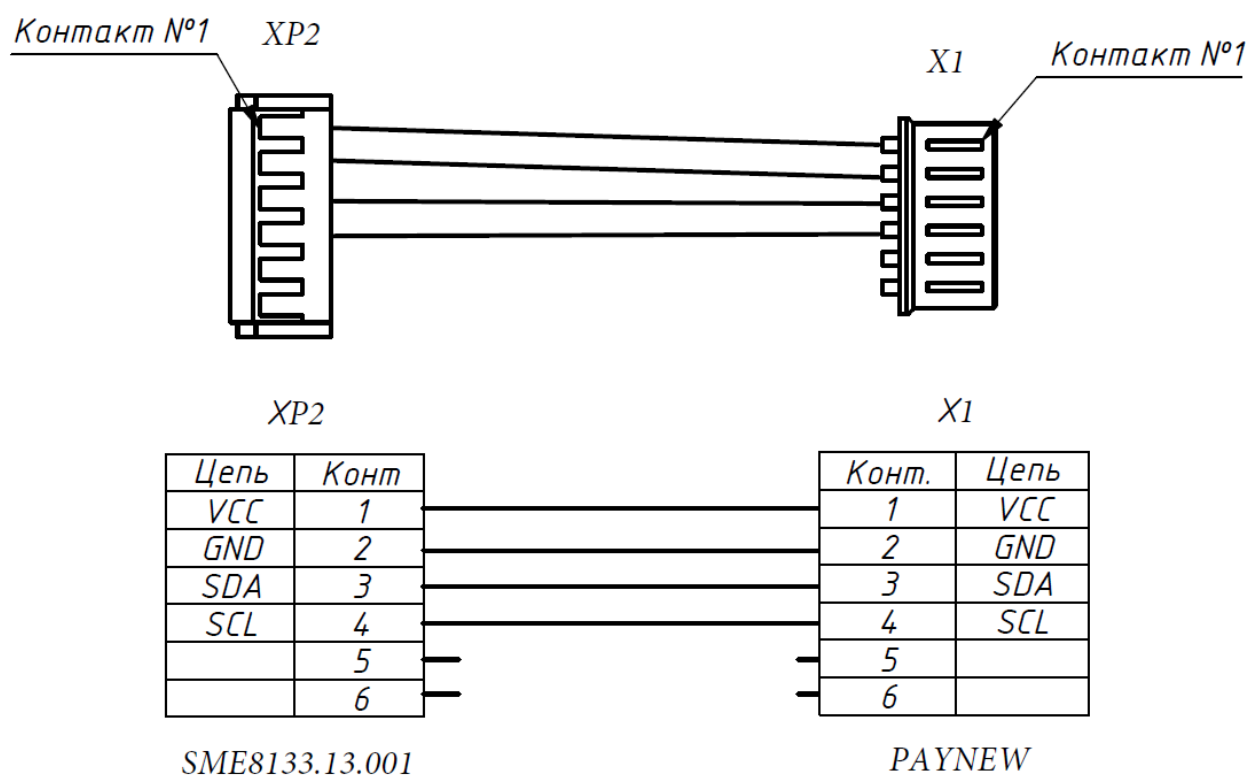 Контакт №1
XP2
X1
Контакт №1
XP2
X1
Цепь Конт
VCC 1
GND 2
SDA 3
SCL 4
5
6
Конт. Цепь
1 VCC
2 GND
3 SDA
4 SCL
5
6
SME8133.13.001
PAYNEW